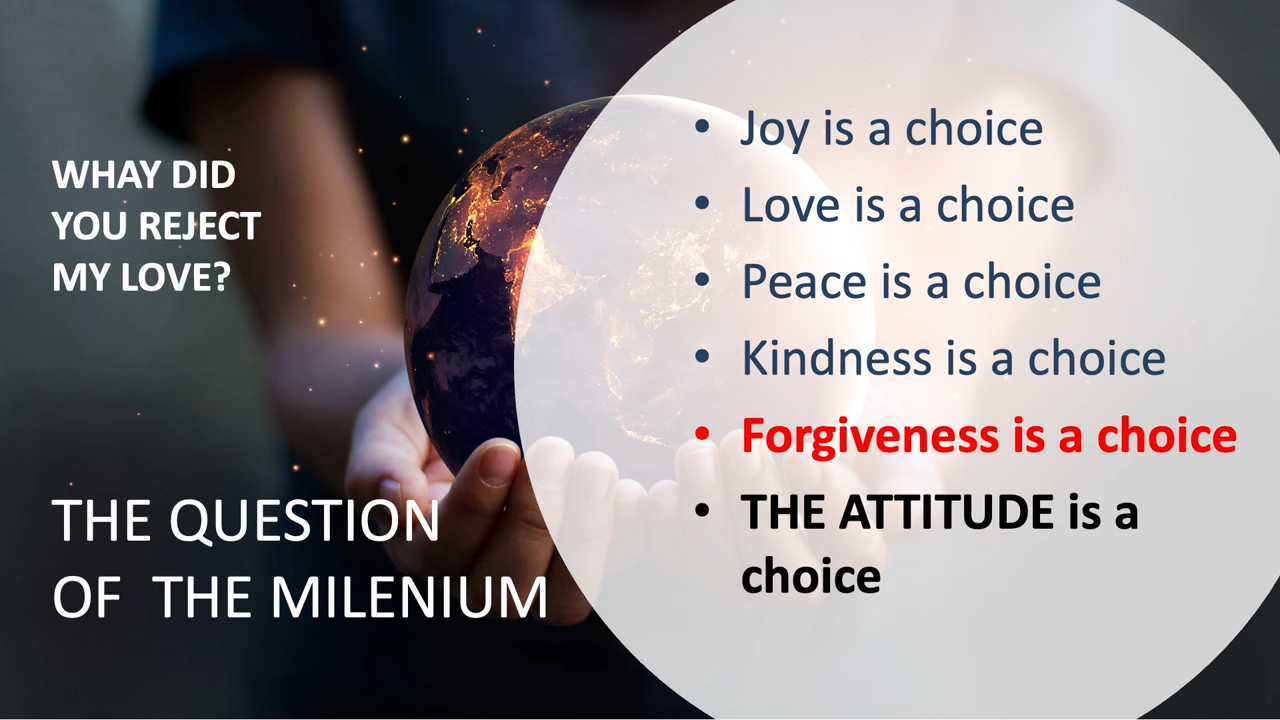 WHAY DID
YOU REJECT
MY LOVE?
THE QUESTION
OF  THE MILENIUM
• Joy is a choice
• Love is a choice
• Peace is a choice
• Kindness is a choice
• Forgiveness is a choice
• THE ATTITUDE is a
choice